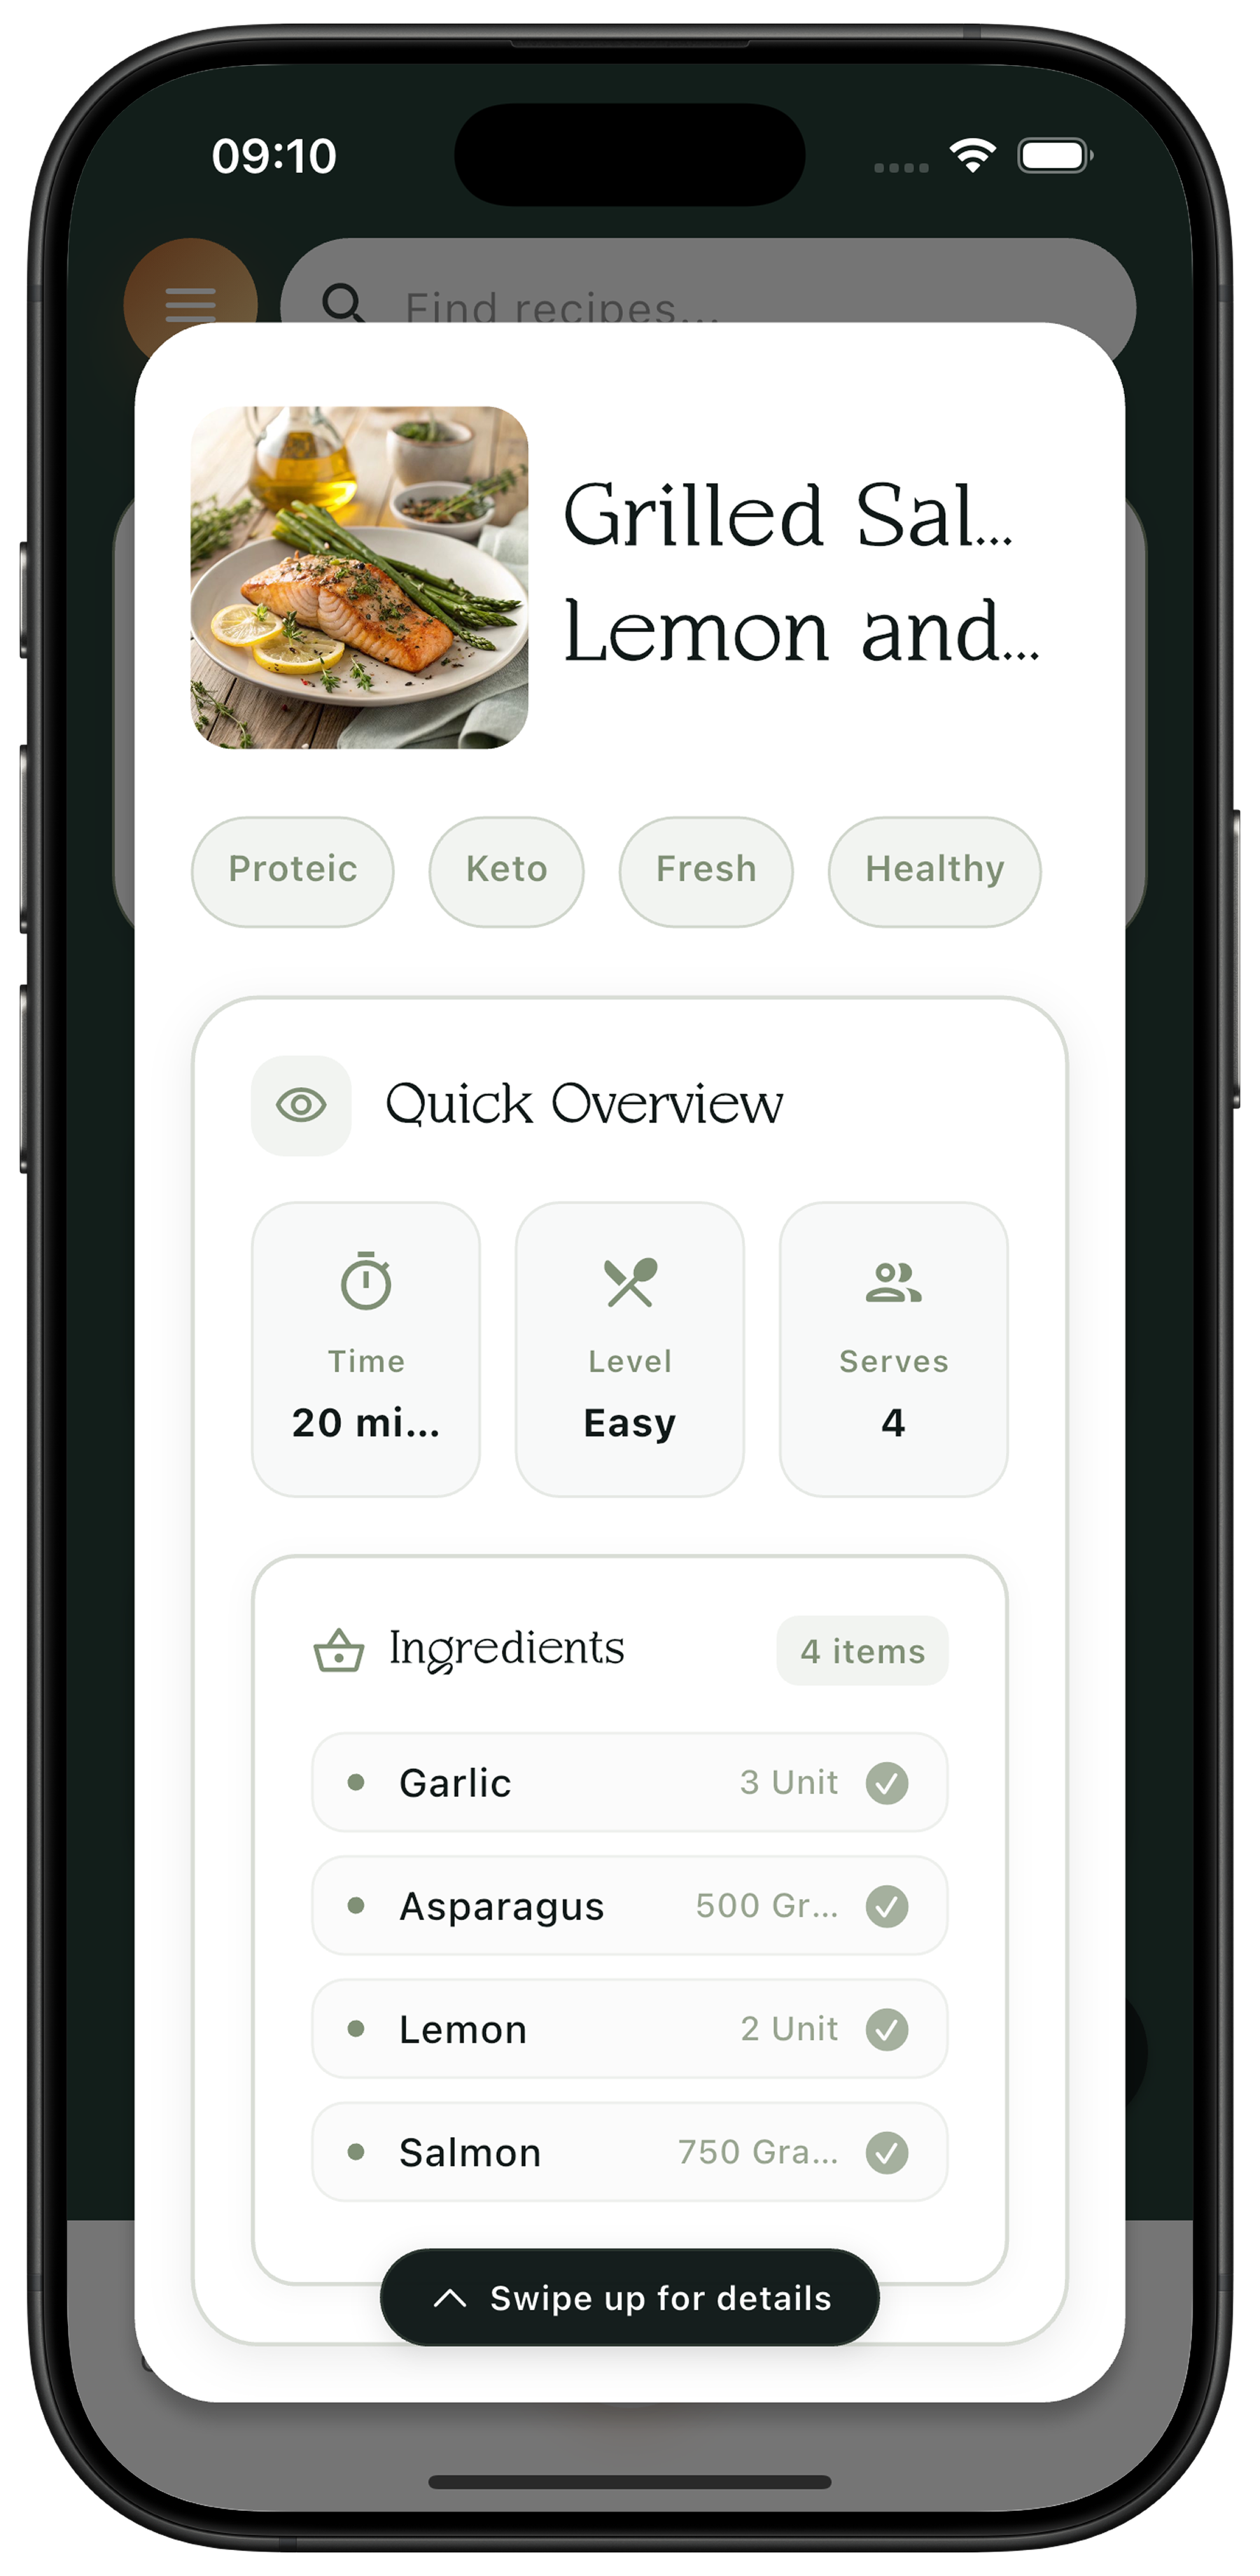 09:10
Find recipes...
Grilled Sal...
Lemon and...
Proteic
Keto
Fresh
Healthy
Quick Overview
Time
20 mi...
Level
Easy
Serves
4
Ingredients
4 items
Garlic
3 Unit
Asparagus
500 Gr...
Lemon
2 Unit
Salmon
750 Gra...
Swipe up for details